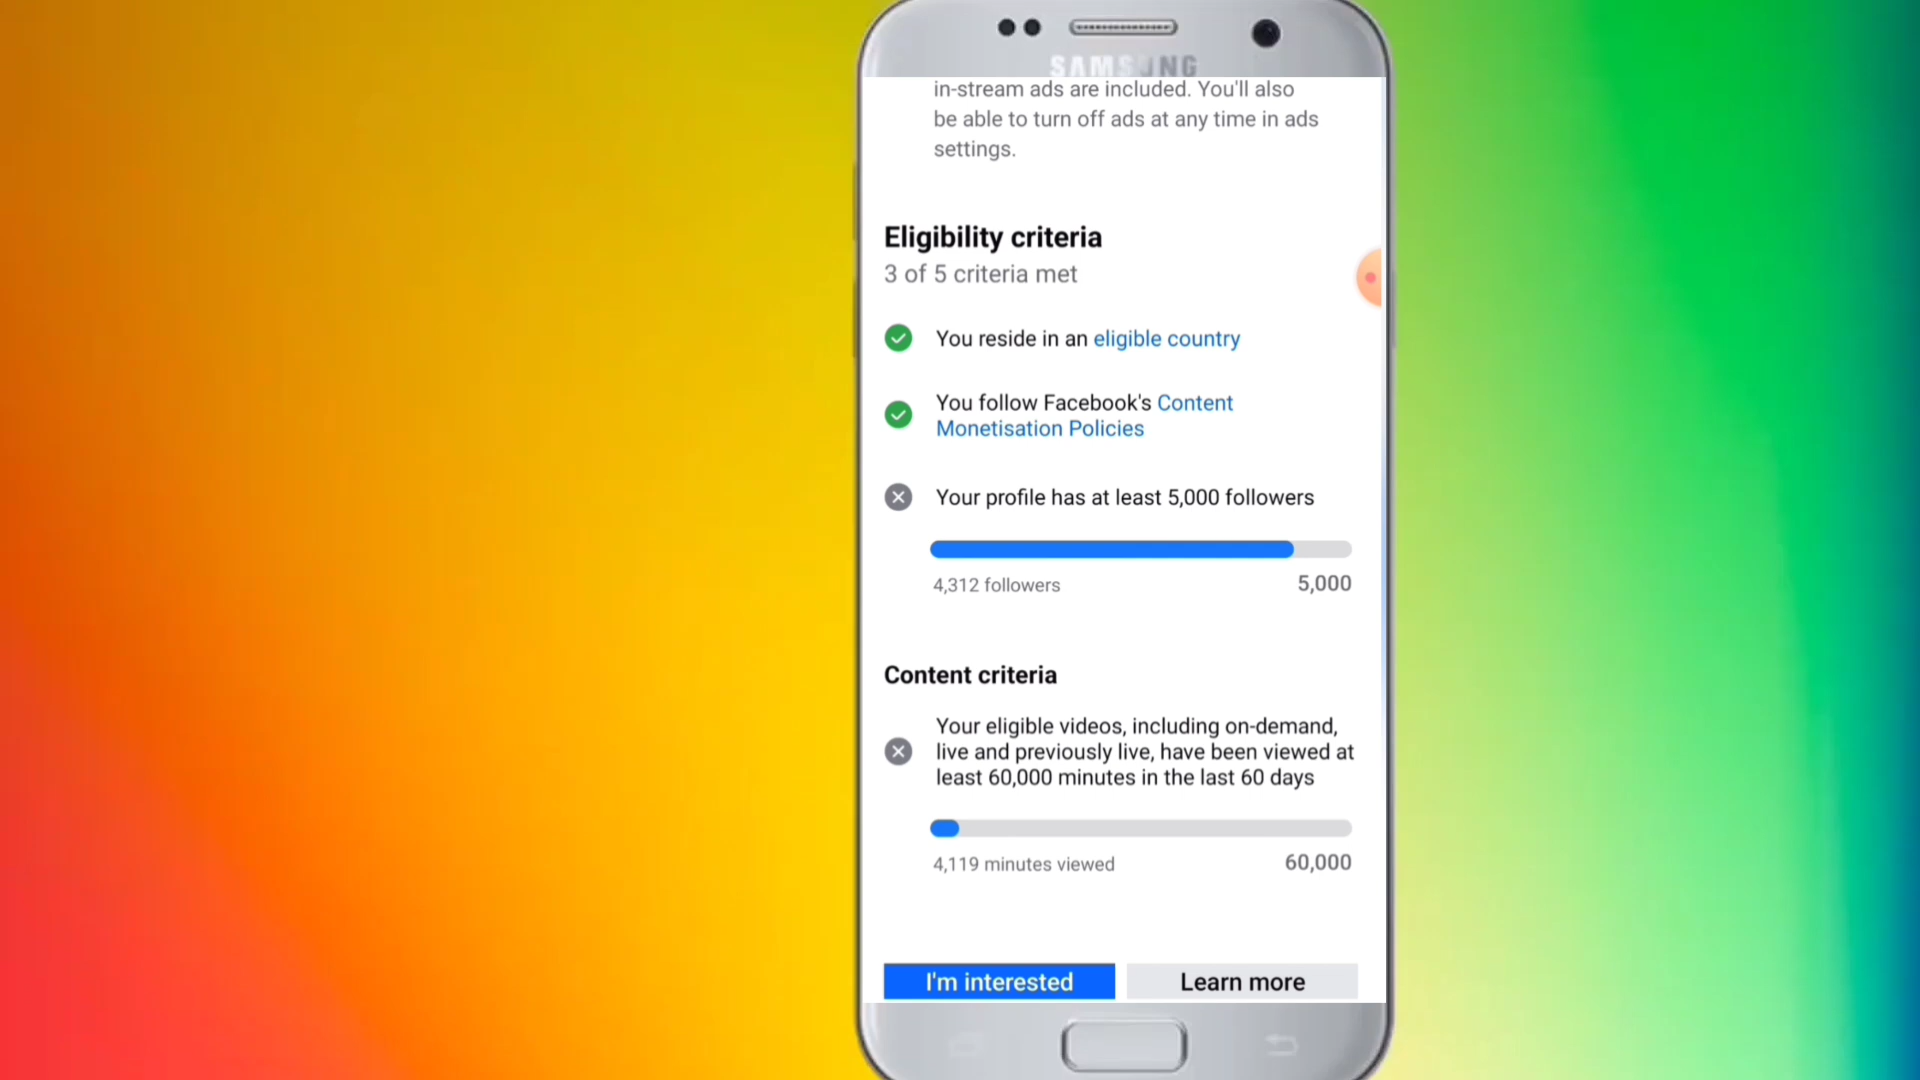 SAMSUNG
in-stream ads are included. You'll also
be able to turn off ads at any time in ads
settings.
Eligibility criteria
3 of 5 criteria met
You reside in an eligible country
You follow Facebook's Content
Monetisation Policies
Your profile has at least 5,000 followers
4,312 followers 5,000
Content criteria
Your eligible videos, including on-demand,
live and previously live, have been viewed at
least 60,000 minutes in the last 60 days
4,119 minutes viewed 60,000
I'm interested Learn more